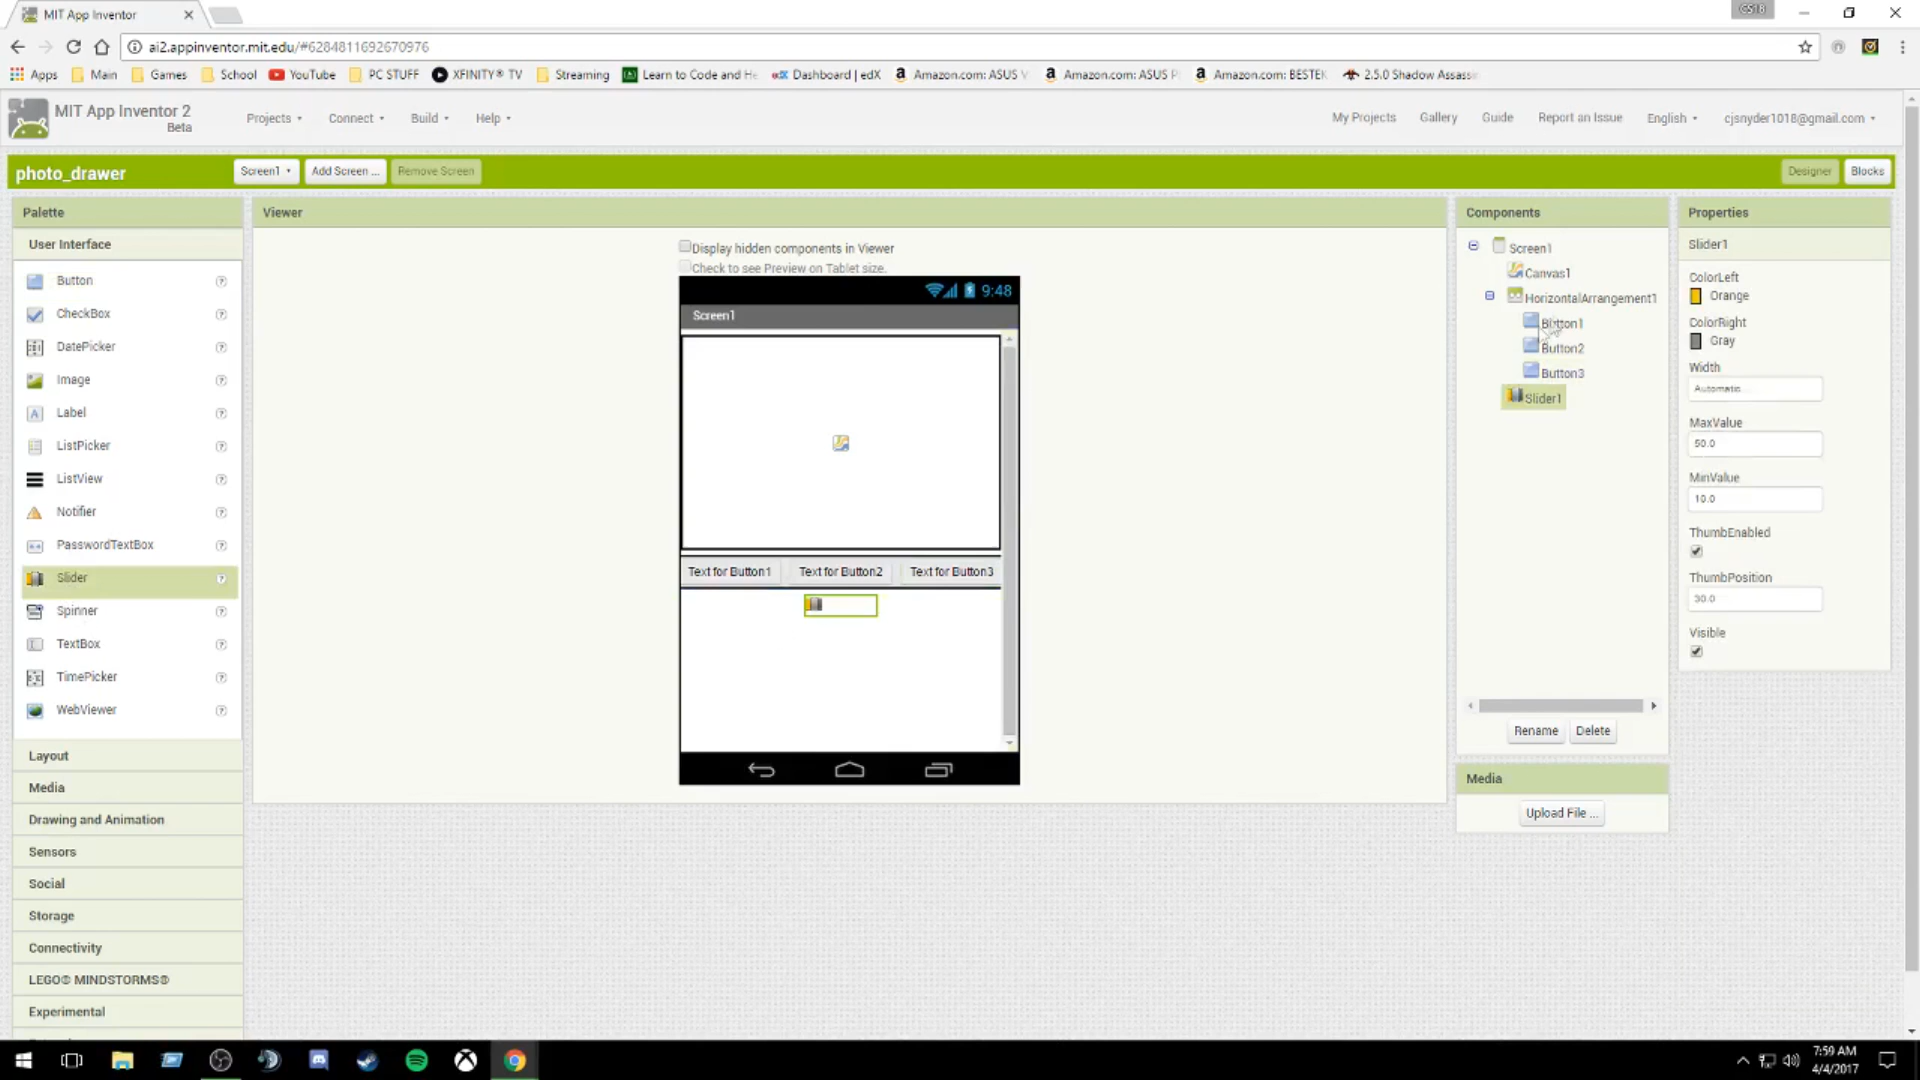 MIT App Inventor
CS18
ai2.appinventor.mit.edu/#6284811692670976
Apps
Main
Games
School
YouTube
PC STUFF
XFINITY® TV
Streaming
Learn to Code and He
Dashboard | edX
Amazon.com: ASUS V
Amazon.com: ASUS P
Amazon.com: BESTEK
2.5.0 Shadow Assassi
MIT App Inventor 2
Beta
Projects
Connect
Build
Help
My Projects
Gallery
Guide
Report an Issue
English
cjsnyder1018@gmail.com
photo_drawer
Screen1
Add Screen ...
Remove Screen
Designer
Blocks
Palette
User Interface
Button
CheckBox
DatePicker
Image
Label
ListPicker
ListView
Notifier
PasswordTextBox
Slider
Spinner
TextBox
TimePicker
WebViewer
Layout
Media
Drawing and Animation
Sensors
Social
Storage
Connectivity
LEGO® MINDSTORMS®
Experimental
Viewer
Display hidden components in Viewer
Check to see Preview on Tablet size.
9:48
Screen1
Text for Button1
Text for Button2
Text for Button3
Components
Screen1
Canvas1
HorizontalArrangement1
Button1
Button2
Button3
Slider1
Rename
Delete
Media
Upload File ...
Properties
Slider1
ColorLeft
Orange
ColorRight
Gray
Width
Automatic...
MaxValue
50.0
MinValue
10.0
ThumbEnabled
ThumbPosition
30.0
Visible
7:59 AM
4/4/2017